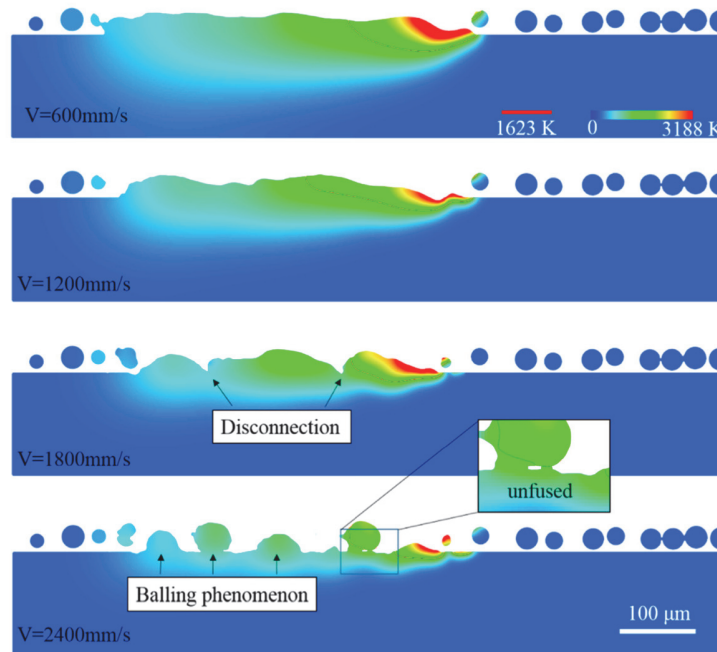 V=600mm/s
1623 K
0
3188 K
V=1200mm/s
Disconnection
V=1800mm/s
unfused
Balling phenomenon
V=2400mm/s
100 μm